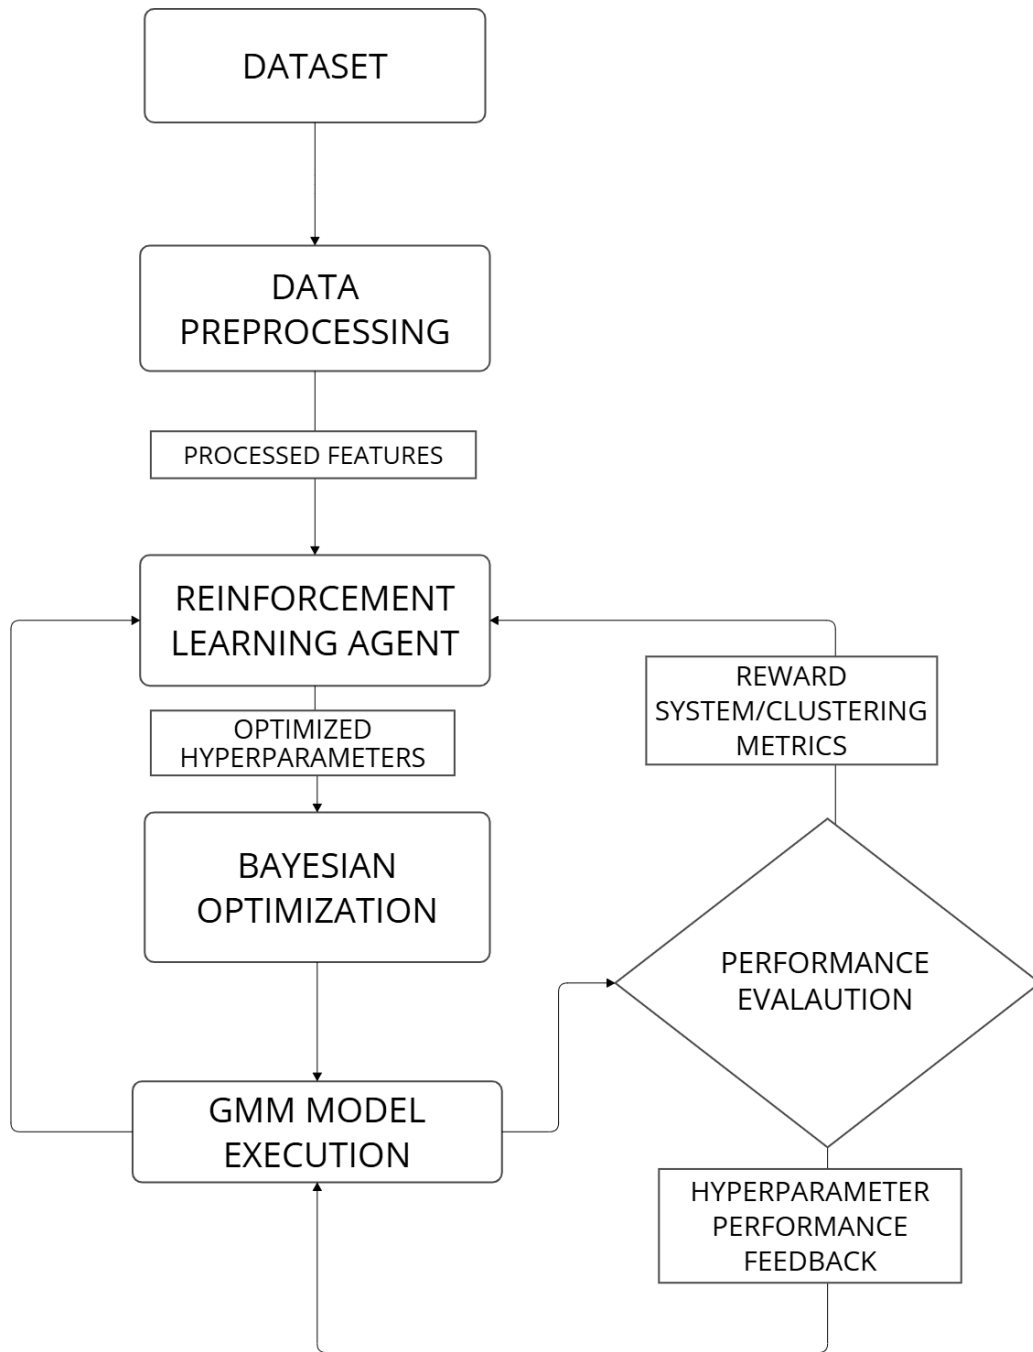 DATASET
DATA
PREPROCESSING
PROCESSED FEATURES
REINFORCEMENT
LEARNING AGENT
OPTIMIZED
HYPERPARAMETERS
REWARD
SYSTEM/CLUSTERING
METRICS
BAYESIAN
OPTIMIZATION
PERFORMANCE
EVALAUTION
GMM MODEL
EXECUTION
HYPERPARAMETER
PERFORMANCE
FEEDBACK